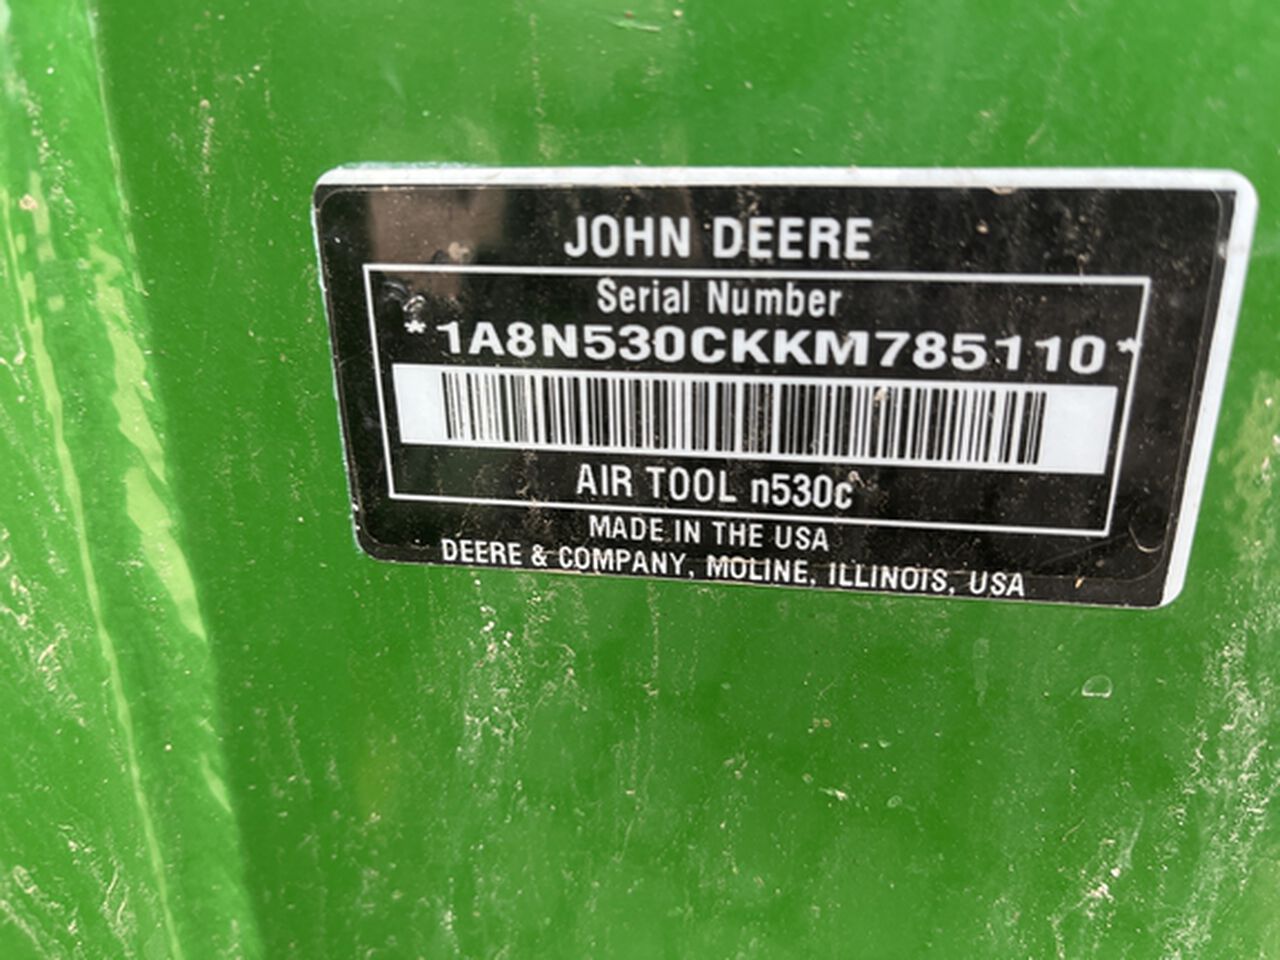 JOHN DEERE
Serial Number
*1A8N530CKKM785110*
AIR TOOL n530c
MADE IN THE USA
DEERE & COMPANY, MOLINE, ILLINOIS, USA